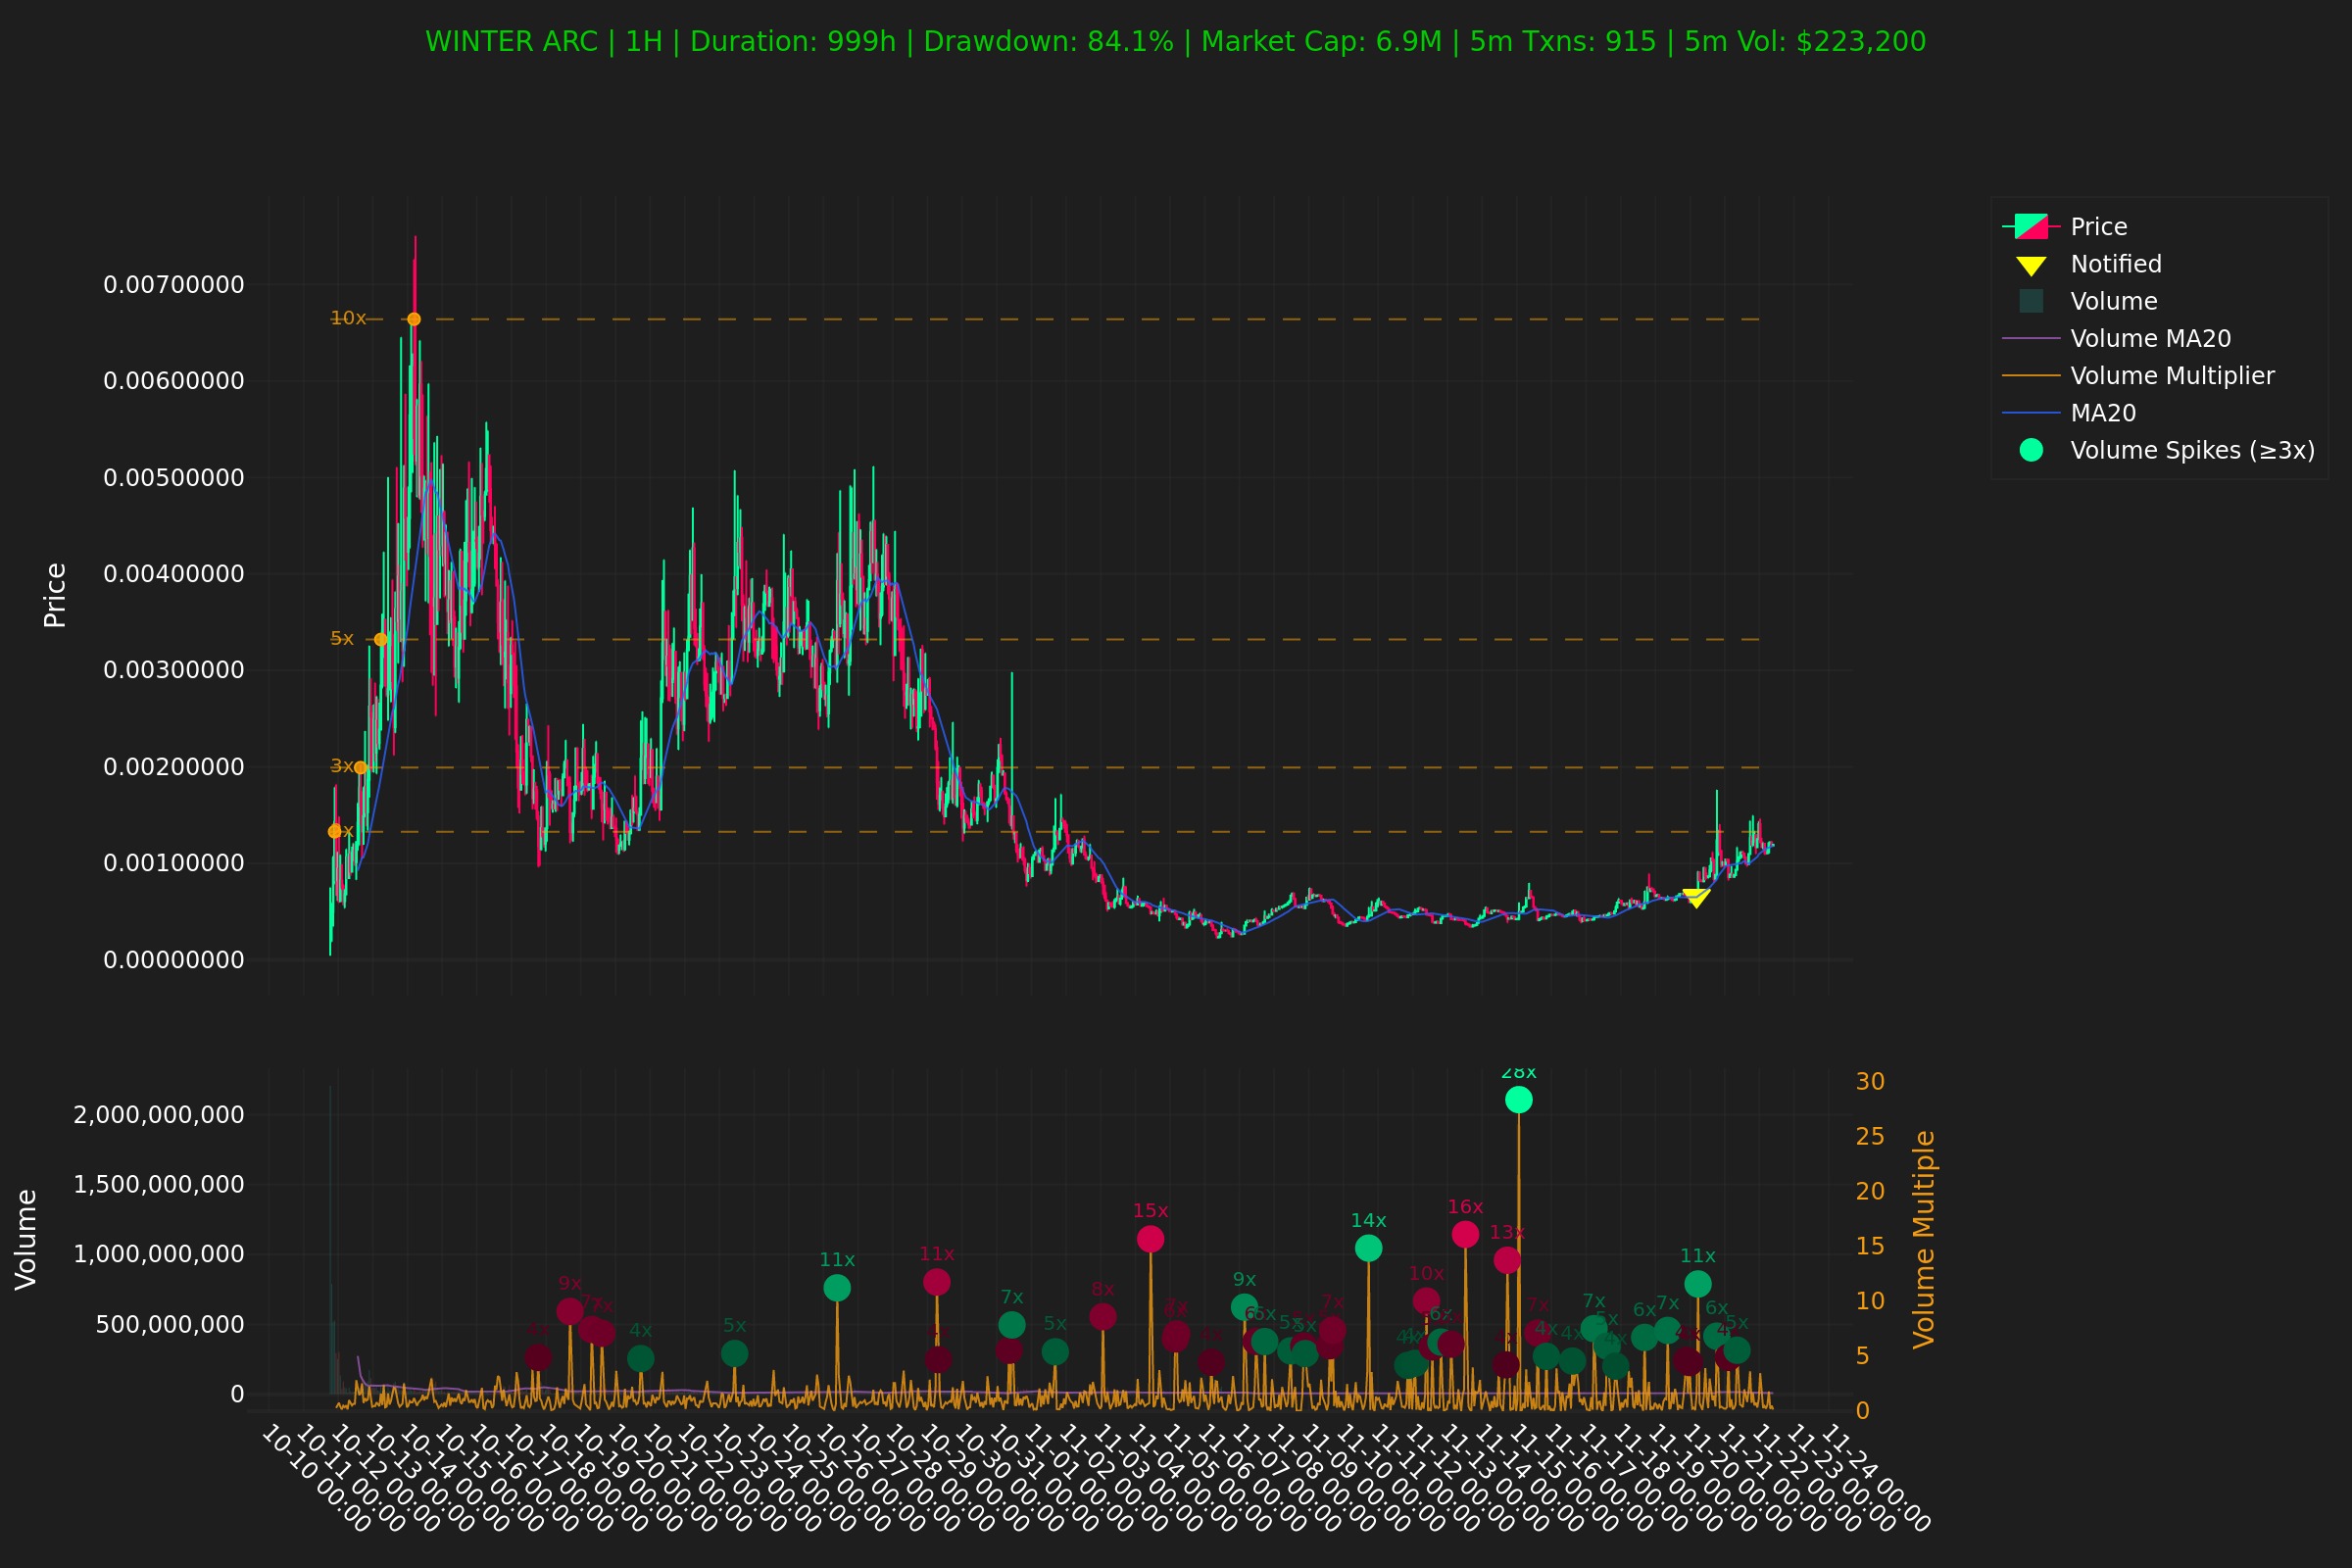 WINTER ARC | 1H | Duration: 999h | Drawdown: 84.1% | Market Cap: 6.9M | 5m Txns: 915 | 5m Vol: $223,200
Price
Notified
Volume
Volume MA20
Volume Multiplier
MA20
Volume Spikes (≥3x)
Price
0.00700000
0.00600000
0.00500000
0.00400000
0.00300000
0.00200000
0.00100000
0.00000000
10x
5x
3x
Volume
2,000,000,000
1,500,000,000
1,000,000,000
500,000,000
0
Volume Multiple
30
25
20
15
10
5
0
28x
15x
16x
14x
13x
11x
11x
11x
10x
9x
9x
8x
7x
7x
7x
7x
7x
6x
6x
6x
5x
5x
5x
4x
4x
4x
10-10 00:00
10-11 00:00
10-12 00:00
10-13 00:00
10-14 00:00
10-15 00:00
10-16 00:00
10-17 00:00
10-18 00:00
10-19 00:00
10-20 00:00
10-21 00:00
10-22 00:00
10-23 00:00
10-24 00:00
10-25 00:00
10-26 00:00
10-27 00:00
10-28 00:00
10-29 00:00
10-30 00:00
10-31 00:00
11-01 00:00
11-02 00:00
11-03 00:00
11-04 00:00
11-05 00:00
11-06 00:00
11-07 00:00
11-08 00:00
11-09 00:00
11-10 00:00
11-11 00:00
11-12 00:00
11-13 00:00
11-14 00:00
11-15 00:00
11-16 00:00
11-17 00:00
11-18 00:00
11-19 00:00
11-20 00:00
11-21 00:00
11-22 00:00
11-23 00:00
11-24 00:00